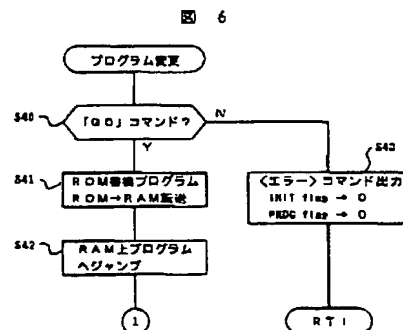 図 6
プログラム変更
S40
「GO」コマンド?
N
Y
S41
ROM書換プログラム
ROM→RAM転送
S43
<エラー>コマンド出力
INIT flag → 0
PRDG flag → 0
S42
RAM上プログラム
へジャンプ
1
RTI